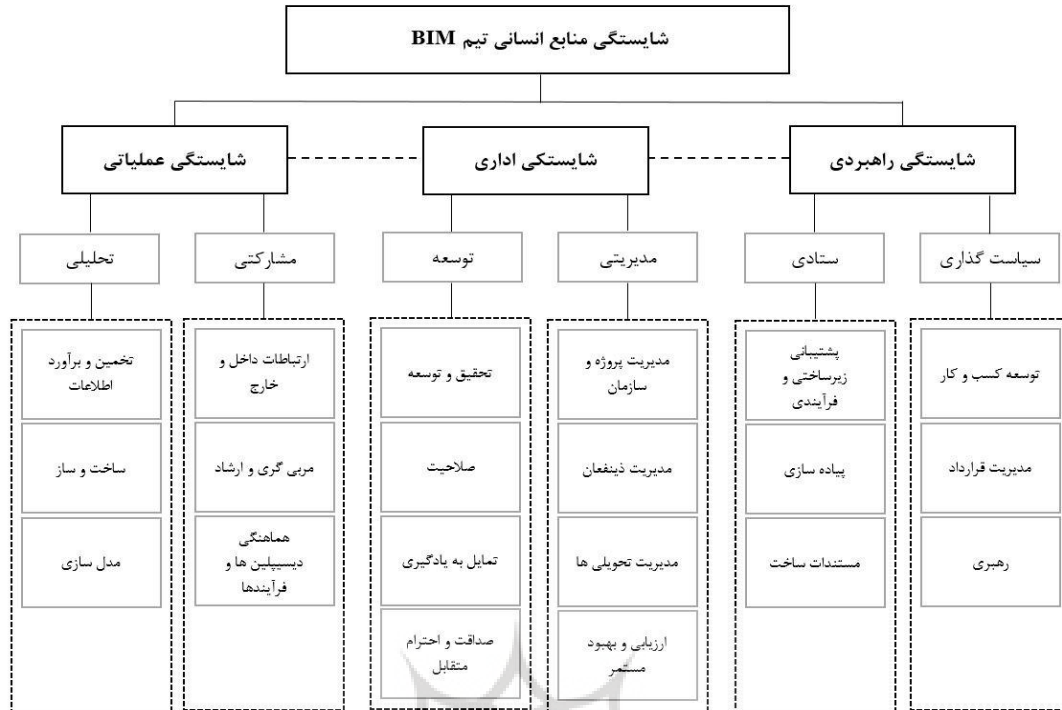 شایستگی منابع انسانی تیم BIM
شایستگی راهبردی
شایستکی اداری
شایستگی عملیاتی
سیاست گذاری
ستادی
مدیریتی
توسعه
مشارکتی
تحلیلی
توسعه کسب و کار
مدیریت قرارداد
رهبری
پشتیبانی
زیرساختی و
فرآیندی
پیاده سازی
مستندات ساخت
مدیریت پروژه و
سازمان
مدیریت ذینفعان
مدیریت تحویلی ها
ارزیابی و بهبود
مستمر
تحقیق و توسعه
صلاحیت
تمایل به یادگیری
صداقت و احترام
متقابل
ارتباطات داخل و
خارج
مربی گری و ارشاد
هماهنگی
دیسیپلین ها و
فرآیندها
تخمین و برآورد
اطلاعات
ساخت و ساز
مدل سازی